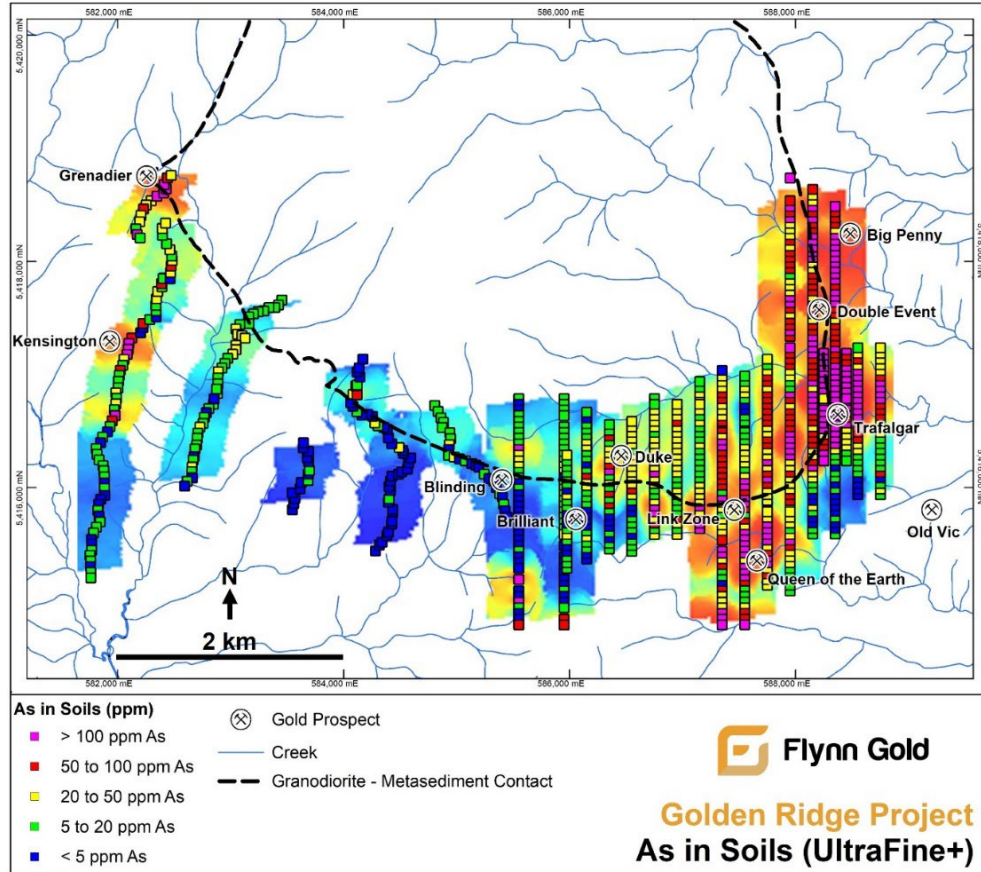 582,000 mE
584,000 mE
586,000 mE
588,000 mE
5,420,000 mN
Grenadier
Big Penny
5,418,000 mN
Double Event
Kensington
Trafalgar
Duke
Blinding
5,416,000 mN
Brilliant
Link Zone
Old Vic
Queen of the Earth
N
2 km
582,000 mE
584,000 mE
586,000 mE
588,000 mE
As in Soils (ppm)
> 100 ppm As
50 to 100 ppm As
20 to 50 ppm As
5 to 20 ppm As
< 5 ppm As
Gold Prospect
Creek
Granodiorite - Metasediment Contact
Flynn Gold
Golden Ridge Project
As in Soils (UltraFine+)